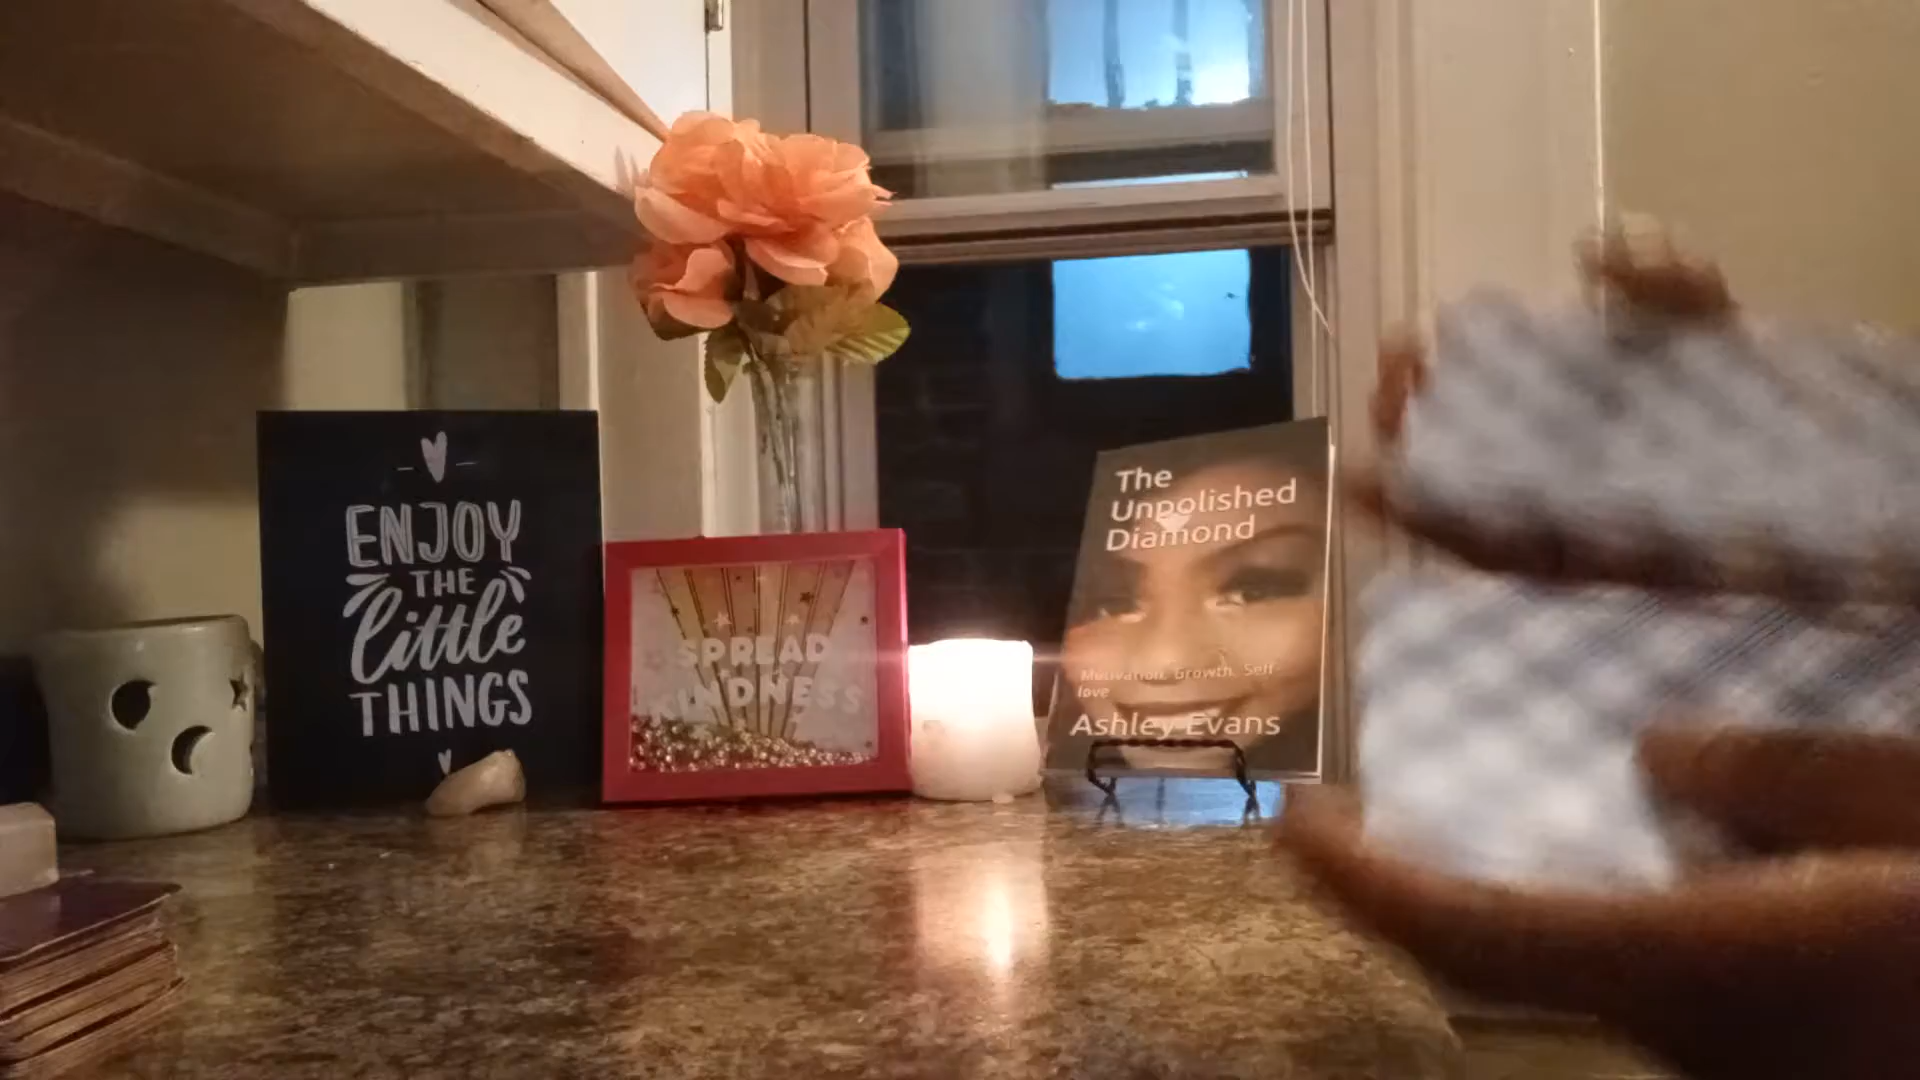 ENJOY
THE
little
THINGS
SPREAD
KINDNESS
The
Unpolished
Diamond
Motivation. Growth. Self-
love
Ashley Evans